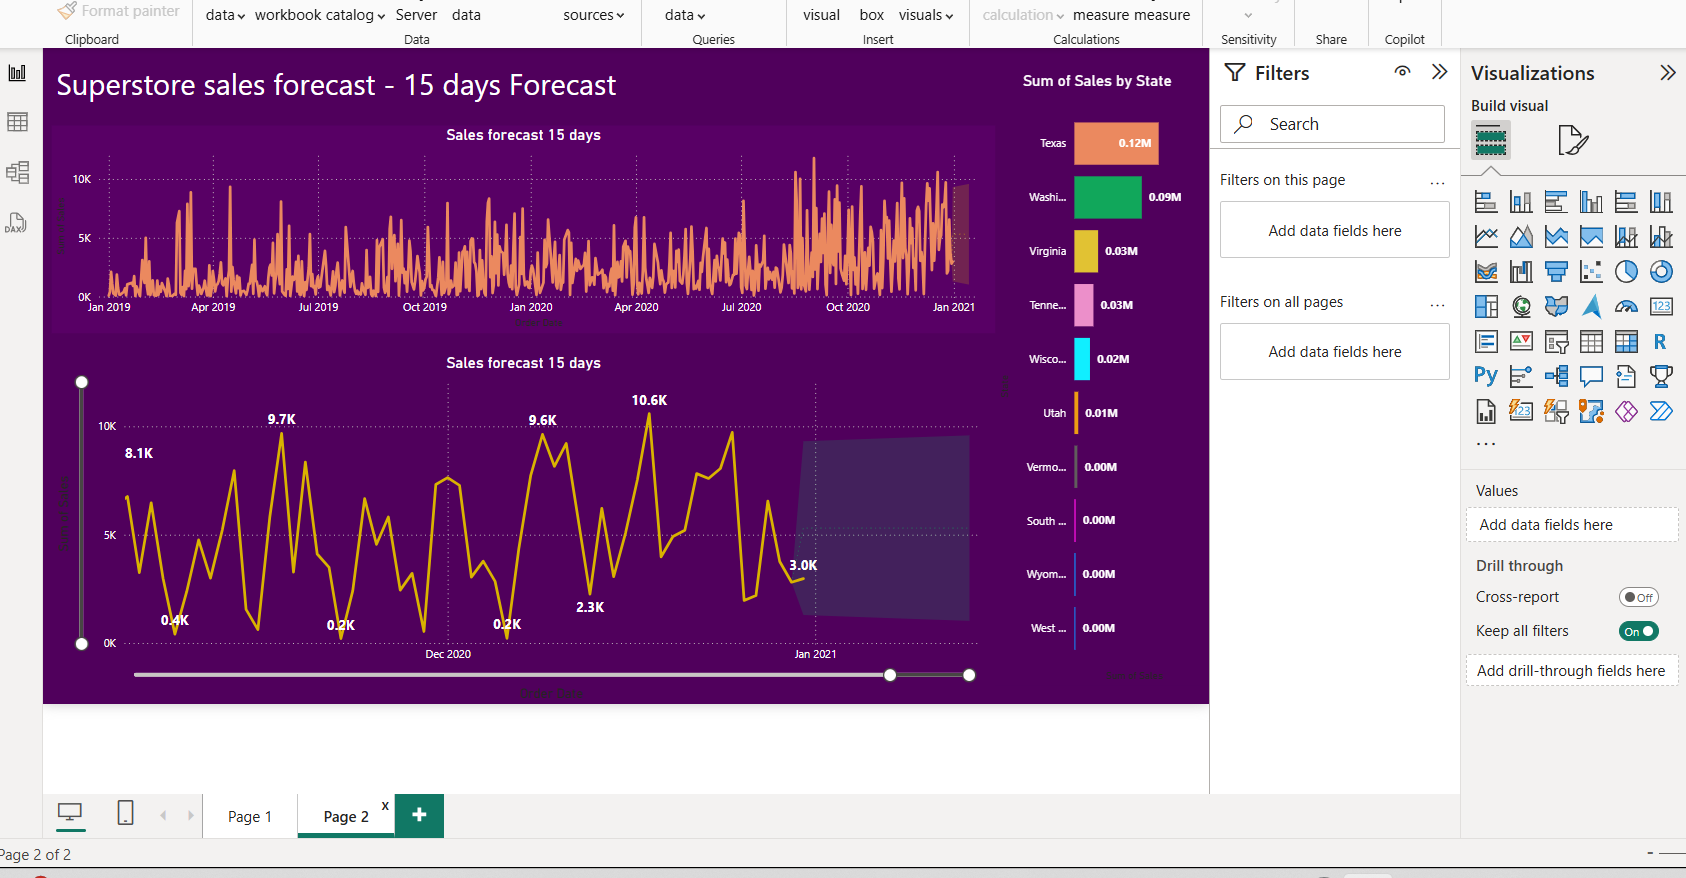 Format painter
data workbook catalog Server data sources data visual box visuals calculation measure measure
Clipboard Data Queries Insert Calculations Sensitivity Share Copilot
Superstore sales forecast - 15 days Forecast
Sales forecast 15 days
10K
5K
0K
Jan 2019 Apr 2019 Jul 2019 Oct 2019 Jan 2020 Apr 2020 Jul 2020 Oct 2020 Jan 2021
Sales forecast 15 days
10K
5K
0K
8.1K
9.7K
9.6K
10.6K
0.4K
0.2K
0.2K
2.3K
3.0K
Dec 2020 Jan 2021
Sum of Sales by State
Texas 0.12M
Washi... 0.09M
Virginia 0.03M
Tenne... 0.03M
Wisco... 0.02M
Utah 0.01M
Vermo... 0.00M
South ... 0.00M
Wyom... 0.00M
West ... 0.00M
Filters
Search
Filters on this page ...
Add data fields here
Filters on all pages ...
Add data fields here
Visualizations
Build visual
123
R
Py
123
...
Values
Add data fields here
Drill through
Cross-report Off
Keep all filters On
Add drill-through fields here
DAX
Page 1
Page 2 x
+
Page 2 of 2